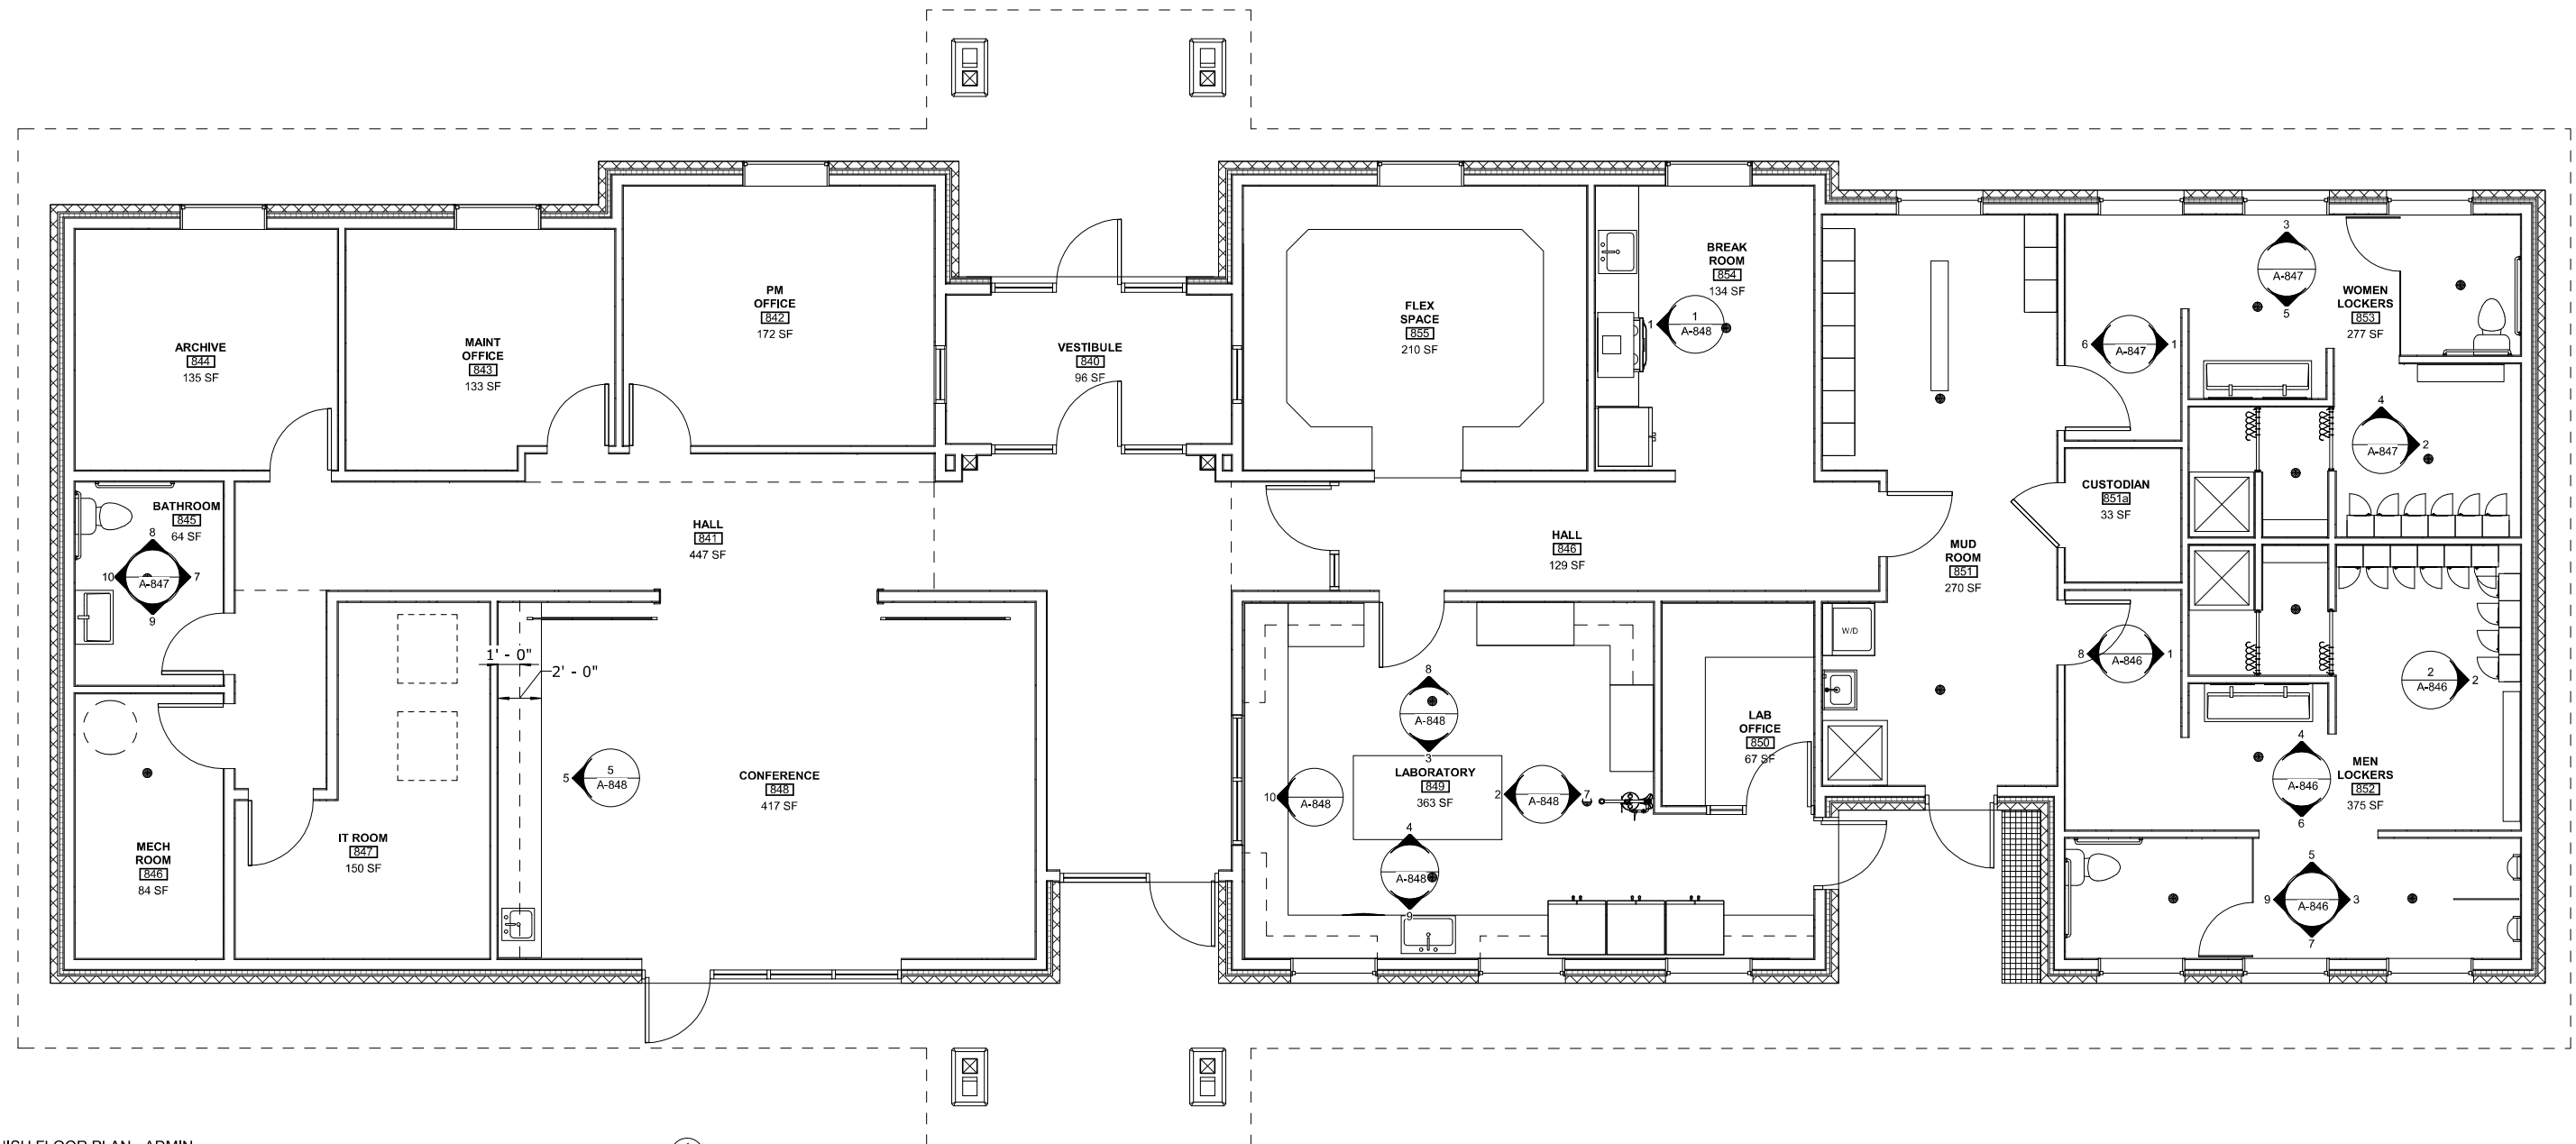 ARCHIVE
844
135 SF
MAINT
OFFICE
843
133 SF
PM
OFFICE
842
172 SF
VESTIBULE
840
96 SF
FLEX
SPACE
855
210 SF
BREAK
ROOM
854
134 SF
1
1
A-848
WOMEN
LOCKERS
853
277 SF
3
A-847
5
6
A-847
1
4
A-847
2
BATHROOM
845
64 SF
8
10
A-847
7
9
HALL
841
447 SF
HALL
846
129 SF
MUD
ROOM
851
270 SF
CUSTODIAN
851a
33 SF
W/D
8
A-846
1
2
A-846
2
1' - 0"
2' - 0"
MECH
ROOM
846
84 SF
IT ROOM
847
150 SF
5
5
A-848
CONFERENCE
848
417 SF
8
A-848
3
LABORATORY
849
363 SF
10
A-848
2
A-848
7
4
A-848
9
LAB
OFFICE
850
67 SF
MEN
LOCKERS
852
375 SF
4
A-846
6
5
9
A-846
3
7
FLOOR PLAN - ADMIN